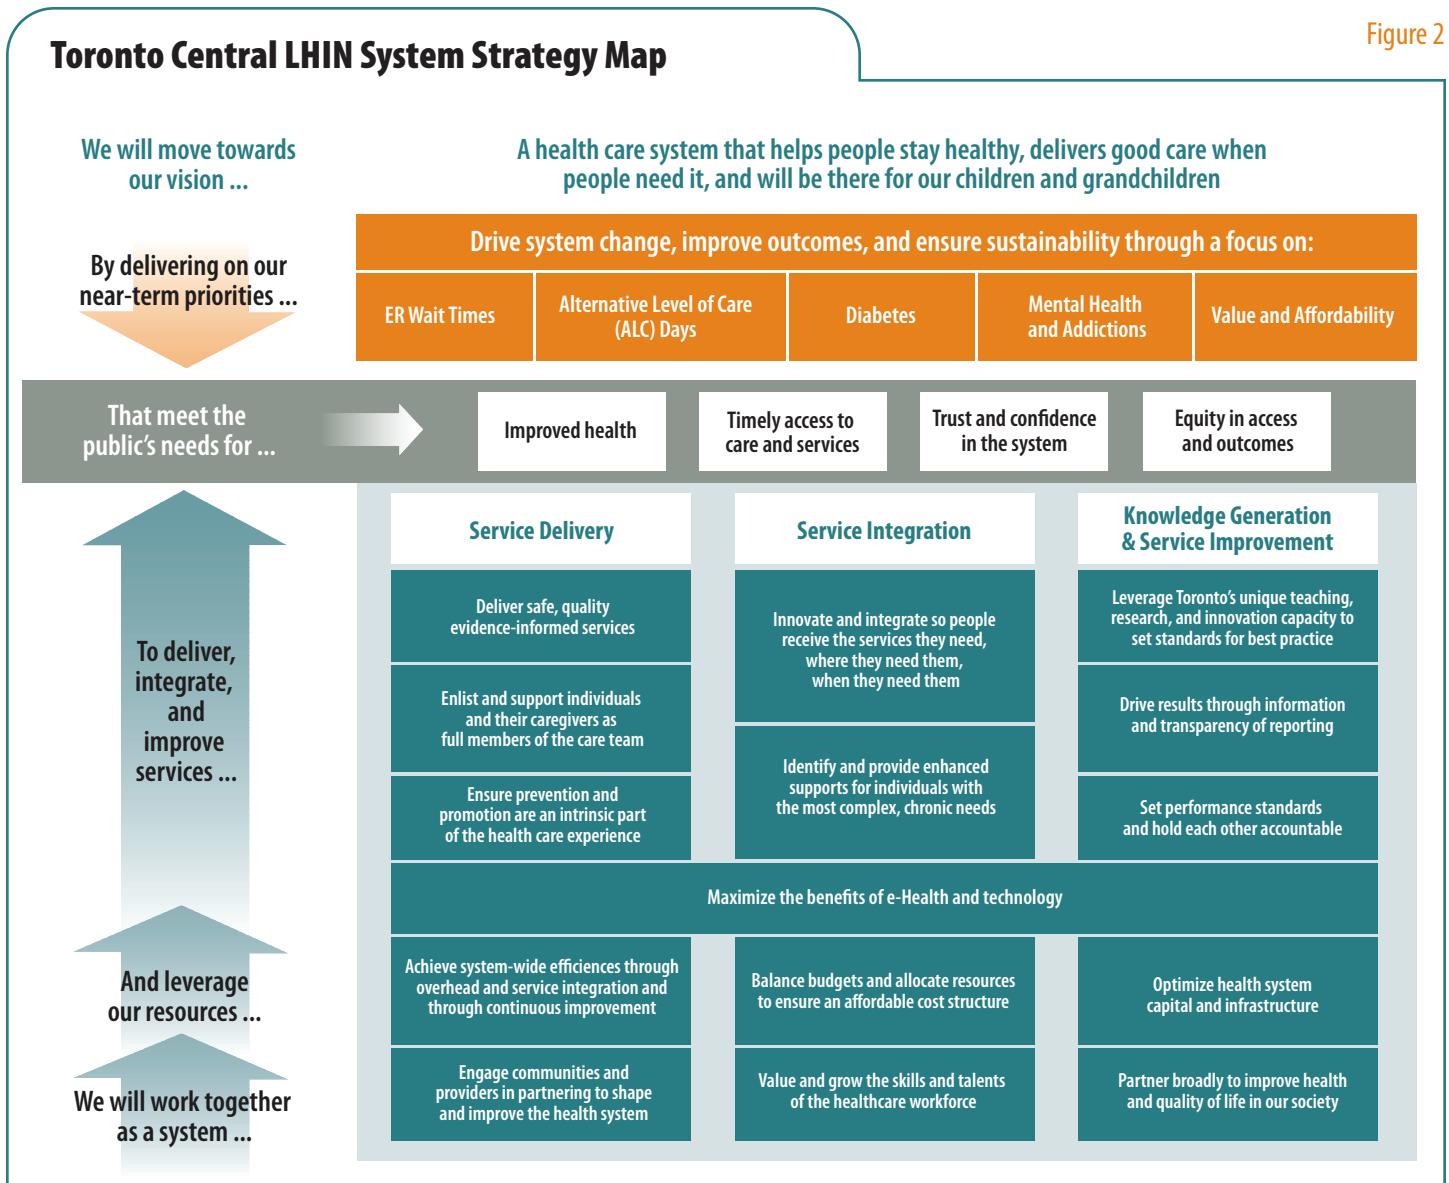 Figure 2
Toronto Central LHIN System Strategy Map
We will move towards
our vision ...
A health care system that helps people stay healthy, delivers good care when
people need it, and will be there for our children and grandchildren
By delivering on our
near-term priorities ...
Drive system change, improve outcomes, and ensure sustainability through a focus on:
ER Wait Times
Alternative Level of Care
(ALC) Days
Diabetes
Mental Health
and Addictions
Value and Affordability
That meet the
public's needs for ...
Improved health
Timely access to
care and services
Trust and confidence
in the system
Equity in access
and outcomes
To deliver,
integrate,
and
improve
services ...
Service Delivery
Service Integration
Knowledge Generation
& Service Improvement
Deliver safe, quality
evidence-informed services
Enlist and support individuals
and their caregivers as
full members of the care team
Ensure prevention and
promotion are an intrinsic part
of the health care experience
Innovate and integrate so people
receive the services they need,
where they need them,
when they need them
Identify and provide enhanced
supports for individuals with
the most complex, chronic needs
Leverage Toronto's unique teaching,
research, and innovation capacity to
set standards for best practice
Drive results through information
and transparency of reporting
Set performance standards
and hold each other accountable
Maximize the benefits of e-Health and technology
And leverage
our resources ...
Achieve system-wide efficiences through
overhead and service integration and
through continuous improvement
Balance budgets and allocate resources
to ensure an affordable cost structure
Optimize health system
capital and infrastructure
We will work together
as a system ...
Engage communities and
providers in partnering to shape
and improve the health system
Value and grow the skills and talents
of the healthcare workforce
Partner broadly to improve health
and quality of life in our society